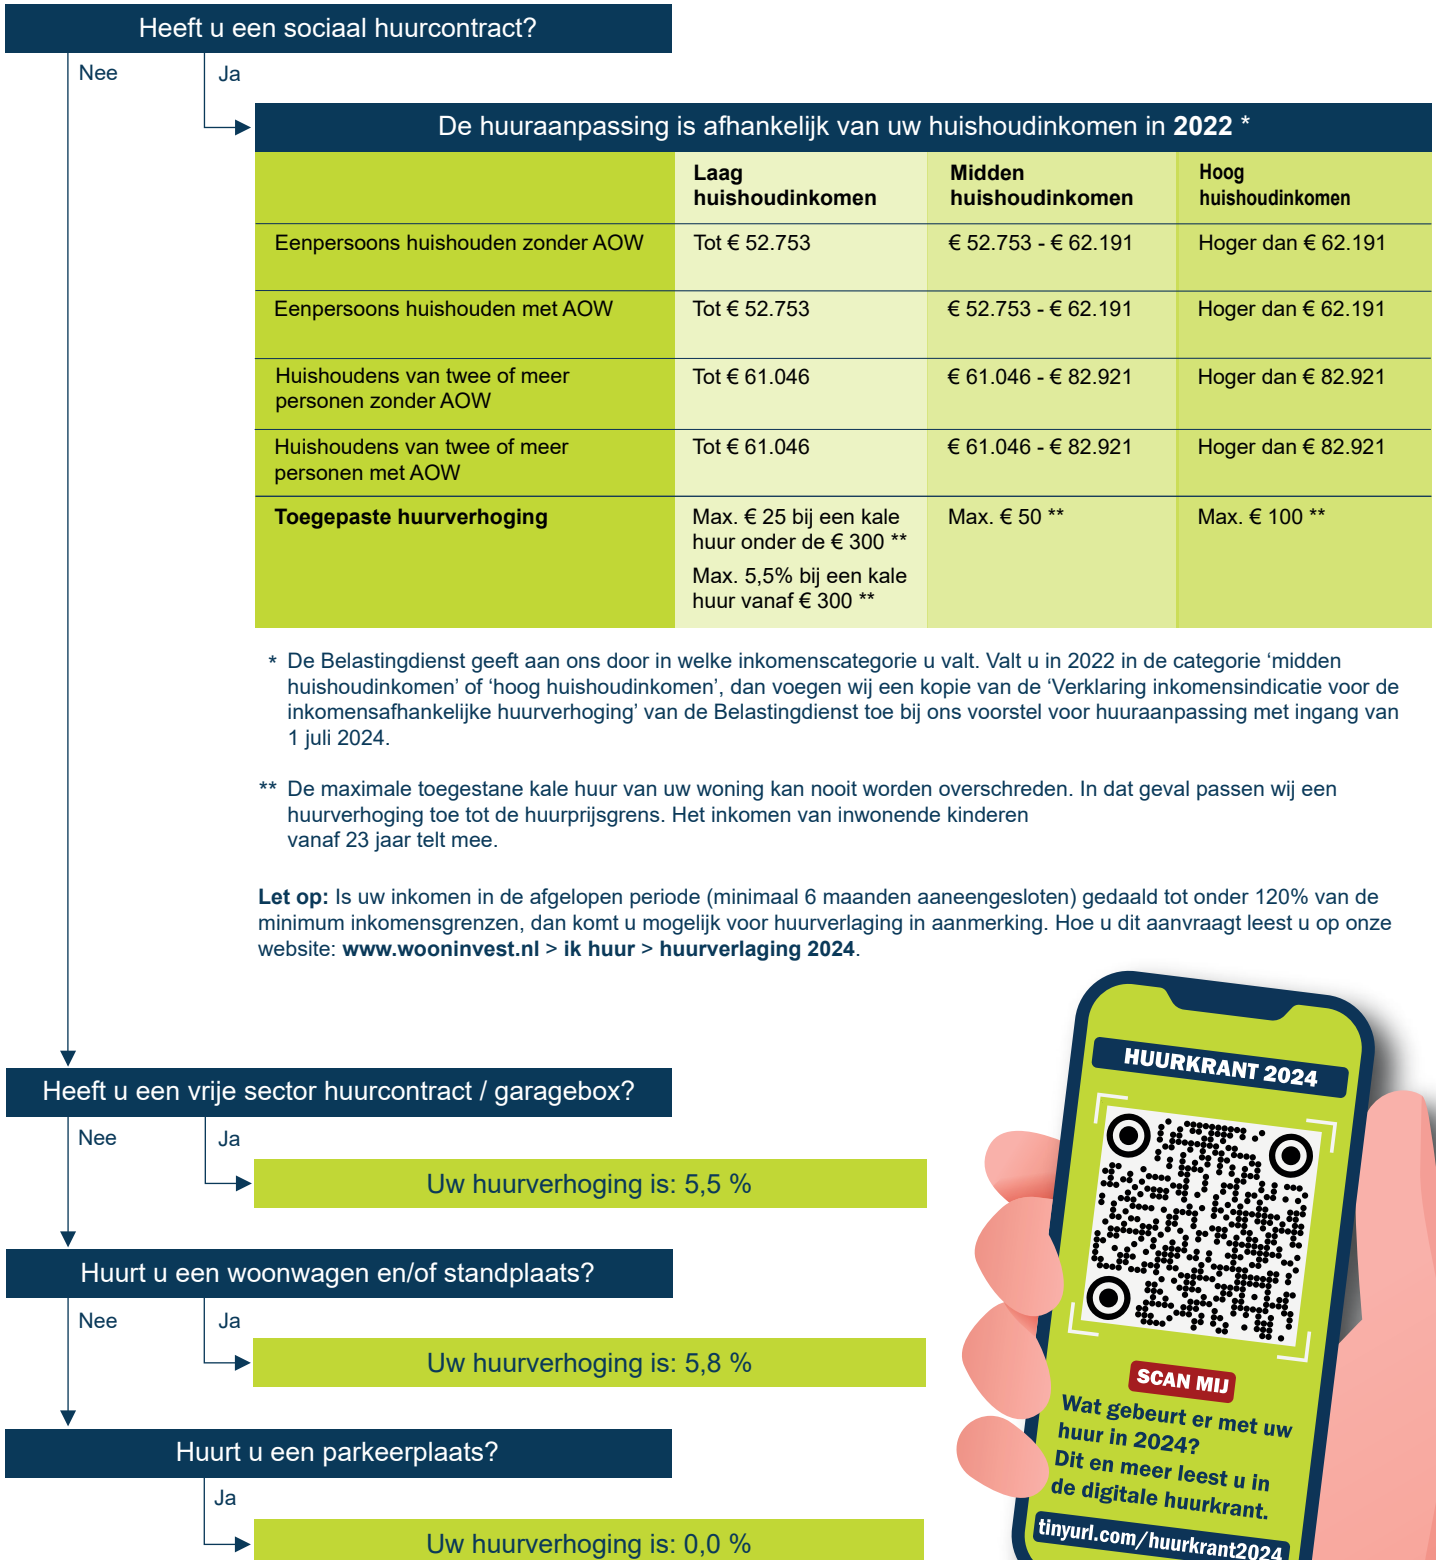 Heeft u een sociaal huurcontract?
Nee
Ja
De huuraanpassing is afhankelijk van uw huishoudinkomen in 2022 *
Laag
huishoudinkomen
Midden
huishoudinkomen
Hoog
huishoudinkomen
Eenpersoons huishouden zonder AOW
Tot € 52.753
€ 52.753 - € 62.191
Hoger dan € 62.191
Eenpersoons huishouden met AOW
Tot € 52.753
€ 52.753 - € 62.191
Hoger dan € 62.191
Huishoudens van twee of meer
personen zonder AOW
Tot € 61.046
€ 61.046 - € 82.921
Hoger dan € 82.921
Huishoudens van twee of meer
personen met AOW
Tot € 61.046
€ 61.046 - € 82.921
Hoger dan € 82.921
Toegepaste huurverhoging
Max. € 25 bij een kale
huur onder de € 300 **
Max. 5,5% bij een kale
huur vanaf € 300 **
Max. € 50 **
Max. € 100 **
* De Belastingdienst geeft aan ons door in welke inkomenscategorie u valt. Valt u in 2022 in de categorie ‘midden
huishoudinkomen’ of ‘hoog huishoudinkomen’, dan voegen wij een kopie van de ‘Verklaring inkomensindicatie voor de
inkomensafhankelijke huurverhoging’ van de Belastingdienst toe bij ons voorstel voor huuraanpassing met ingang van
1 juli 2024.
** De maximale toegestane kale huur van uw woning kan nooit worden overschreden. In dat geval passen wij een
huurverhoging toe tot de huurprijsgrens. Het inkomen van inwonende kinderen
vanaf 23 jaar telt mee.
Let op: Is uw inkomen in de afgelopen periode (minimaal 6 maanden aaneengesloten) gedaald tot onder 120% van de
minimum inkomensgrenzen, dan komt u mogelijk voor huurverlaging in aanmerking. Hoe u dit aanvraagt leest u op onze
website: www.wooninvest.nl > ik huur > huurverlaging 2024.
Heeft u een vrije sector huurcontract / garagebox?
Nee
Ja
Uw huurverhoging is: 5,5 %
Huurt u een woonwagen en/of standplaats?
Nee
Ja
Uw huurverhoging is: 5,8 %
Huurt u een parkeerplaats?
Ja
Uw huurverhoging is: 0,0 %
HUURKRANT 2024
SCAN MIJ
Wat gebeurt er met uw
huur in 2024?
Dit en meer leest u in
de digitale huurkrant.
tinyurl.com/huurkrant2024